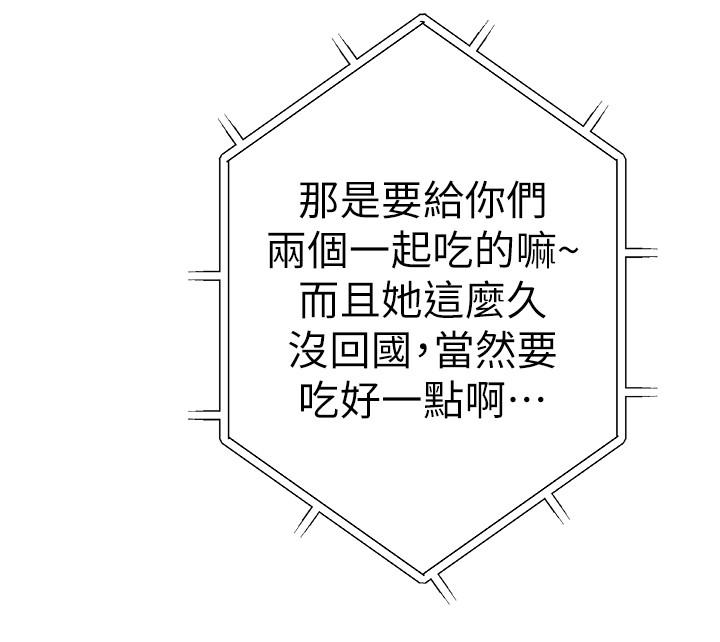 那是要給你們
兩個一起吃的嘛~
而且她這麼久
沒回國，當然要
吃好一點啊⋯